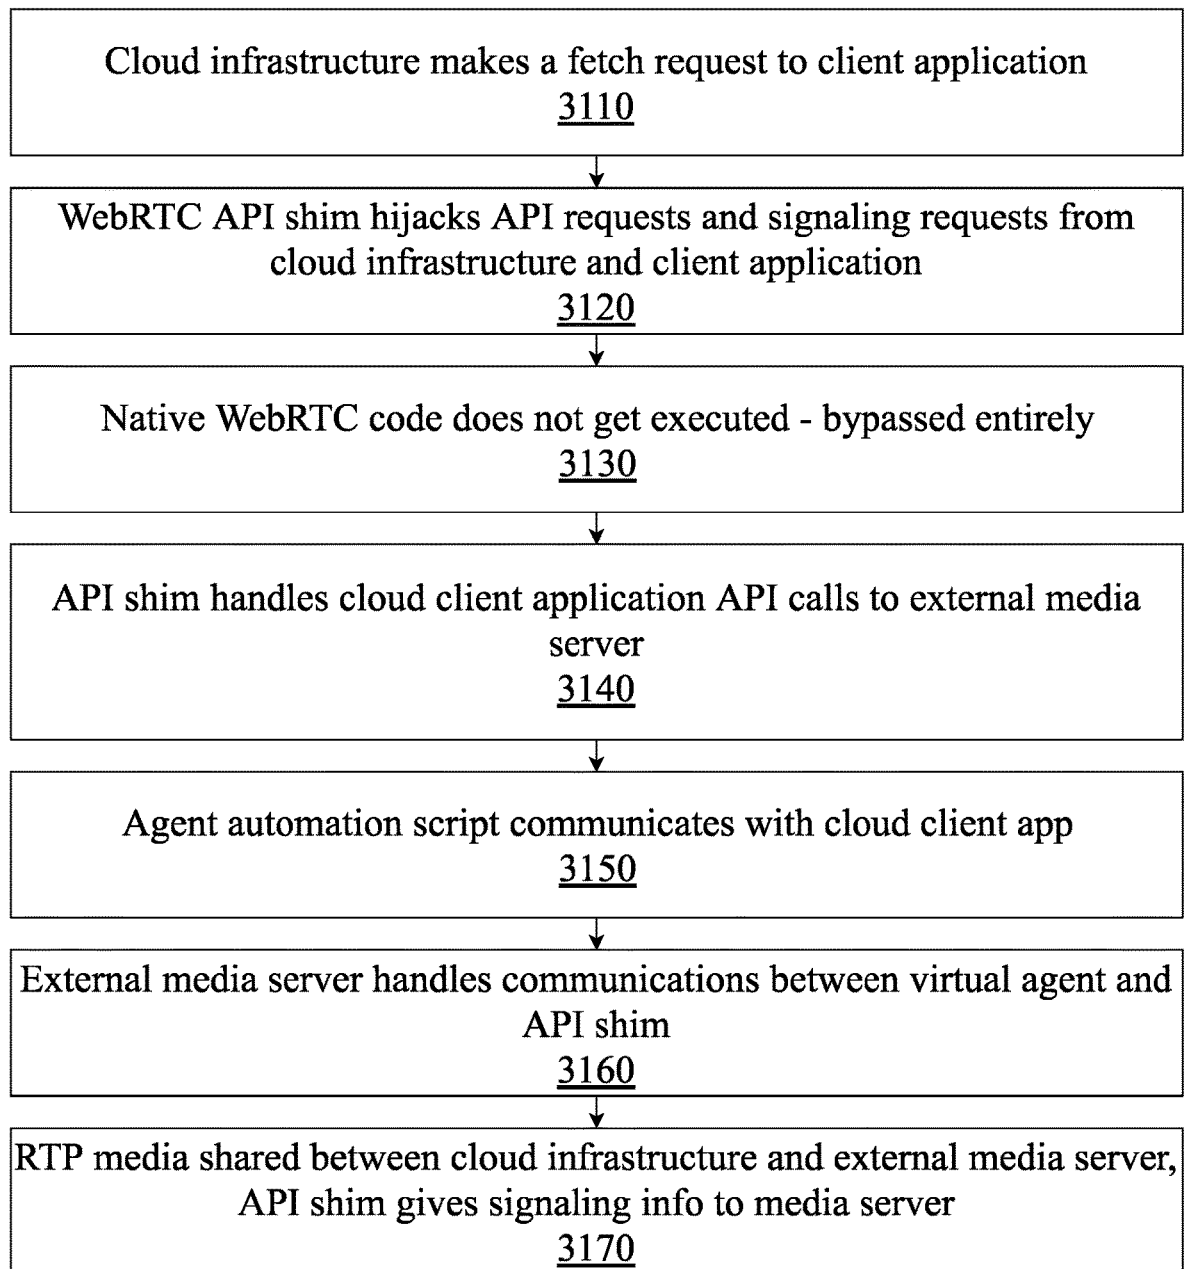 Cloud infrastructure makes a fetch request to client application
3110
WebRTC API shim hijacks API requests and signaling requests from
cloud infrastructure and client application
3120
Native WebRTC code does not get executed - bypassed entirely
3130
API shim handles cloud client application API calls to external media
server
3140
Agent automation script communicates with cloud client app
3150
External media server handles communications between virtual agent and
API shim
3160
RTP media shared between cloud infrastructure and external media server,
API shim gives signaling info to media server
3170